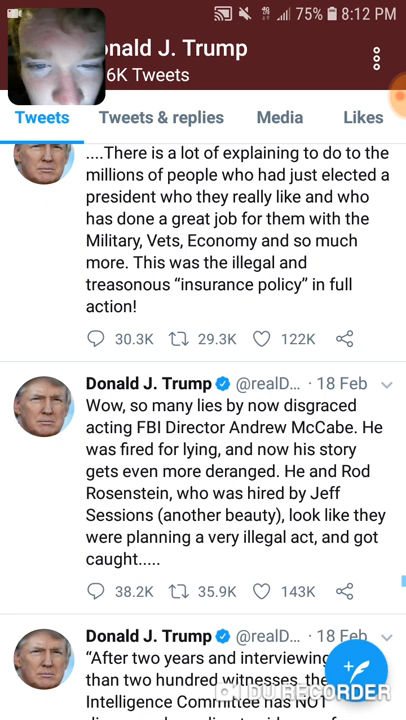 75% 8:12 PM
onald J. Trump
6K Tweets
Tweets Tweets & replies Media Likes
....There is a lot of explaining to do to the
millions of people who had just elected a
president who they really like and who
has done a great job for them with the
Military, Vets, Economy and so much
more. This was the illegal and
treasonous “insurance policy” in full
action!
30.3K 29.3K 122K
Donald J. Trump @realD... · 18 Feb
Wow, so many lies by now disgraced
acting FBI Director Andrew McCabe. He
was fired for lying, and now his story
gets even more deranged. He and Rod
Rosenstein, who was hired by Jeff
Sessions (another beauty), look like they
were planning a very illegal act, and got
caught.....
38.2K 35.9K 143K
Donald J. Trump @realD... · 18 Feb
“After two years and interviewing
than two hundred witnesses, the
Intelligence Committee has NOT
DU RECORDER